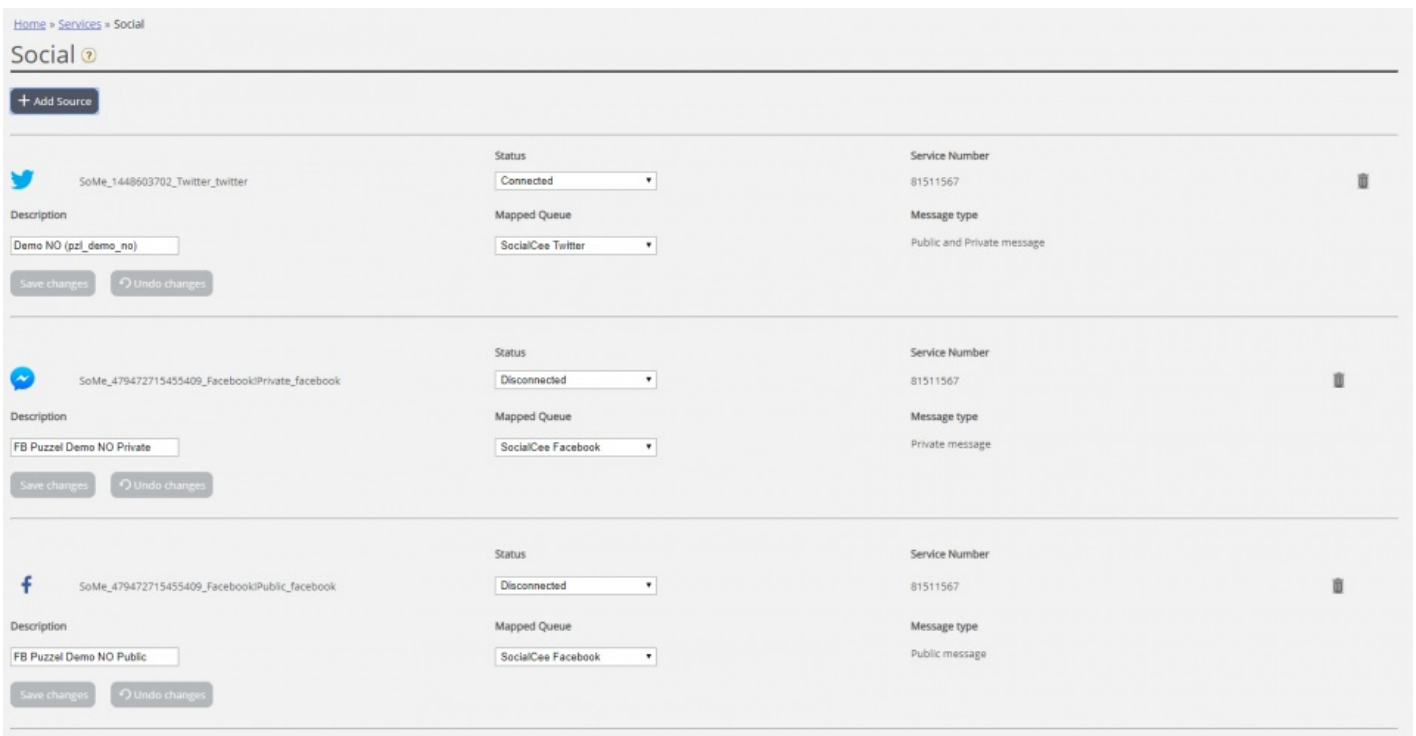 Home » Services » Social
Social ?
+ Add Source
Status Service Number
SoMe_1448603702_Twitter_twitter Connected 81511567
Description Mapped Queue Message type
Demo NO (pzl_demo_no) SocialCee Twitter Public and Private message
Save changes Undo changes
Status Service Number
SoMe_479472715455409_Facebook!Private_facebook Disconnected 81511567
Description Mapped Queue Message type
FB Puzzel Demo NO Private SocialCee Facebook Private message
Save changes Undo changes
Status Service Number
SoMe_479472715455409_Facebook!Public_facebook Disconnected 81511567
Description Mapped Queue Message type
FB Puzzel Demo NO Public SocialCee Facebook Public message
Save changes Undo changes